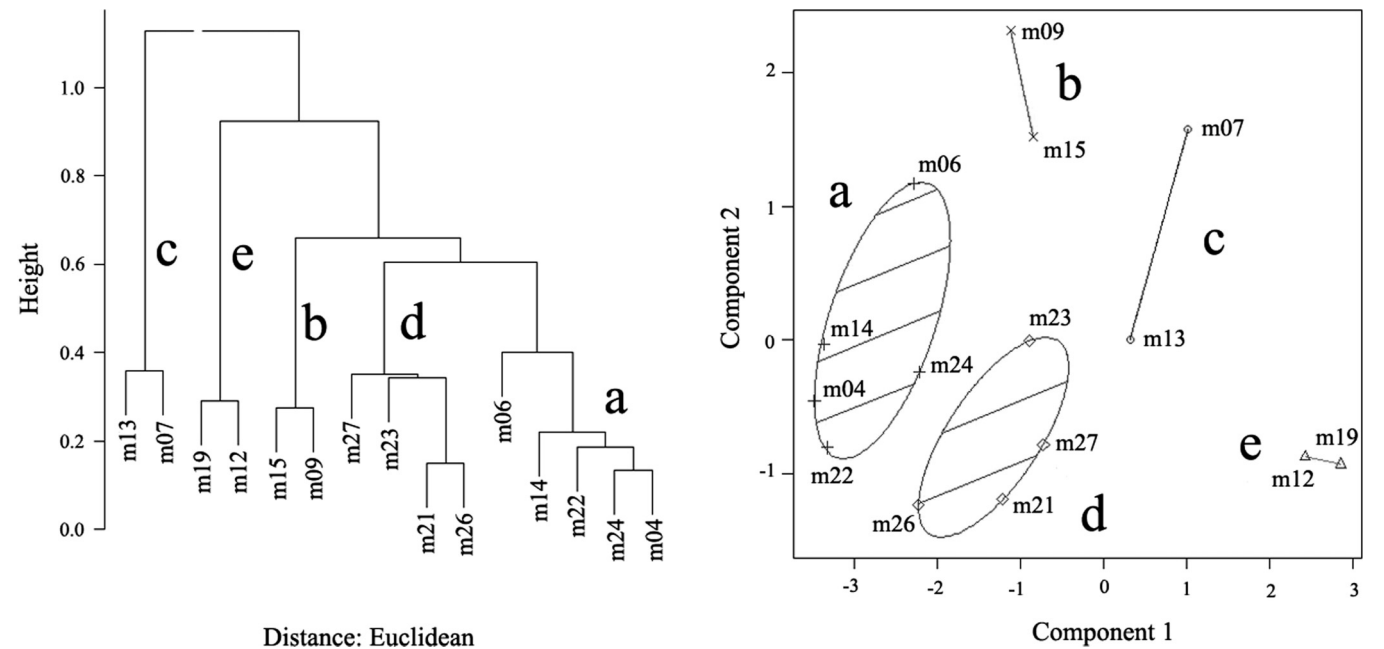 Height
1.0
0.8
0.6
0.4
0.2
0.0
c
e
b
d
a
m13
m07
m19
m12
m15
m09
m27
m23
m21
m26
m06
m14
m22
m24
m04
Distance: Euclidean
Component 2
2
1
0
-1
m09
b
m15
m07
m06
a
c
m14
m23
m13
m24
m04
m27
m22
e
m19
m12
m26
m21
d
-3
-2
-1
0
1
2
3
Component 1